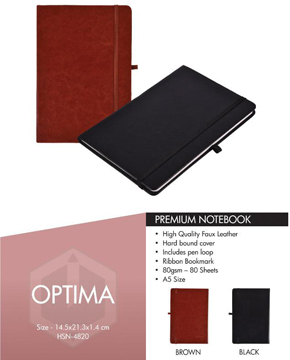 PREMIUM NOTEBOOK
• High Quality Faux Leather
• Hard bound cover
• Includes pen loop
• Ribbon Bookmark
• 80gsm – 80 Sheets
• A5 Size
OPTIMA
Size - 14.5x21.3x1.4 cm
HSN-4820
BROWN
BLACK